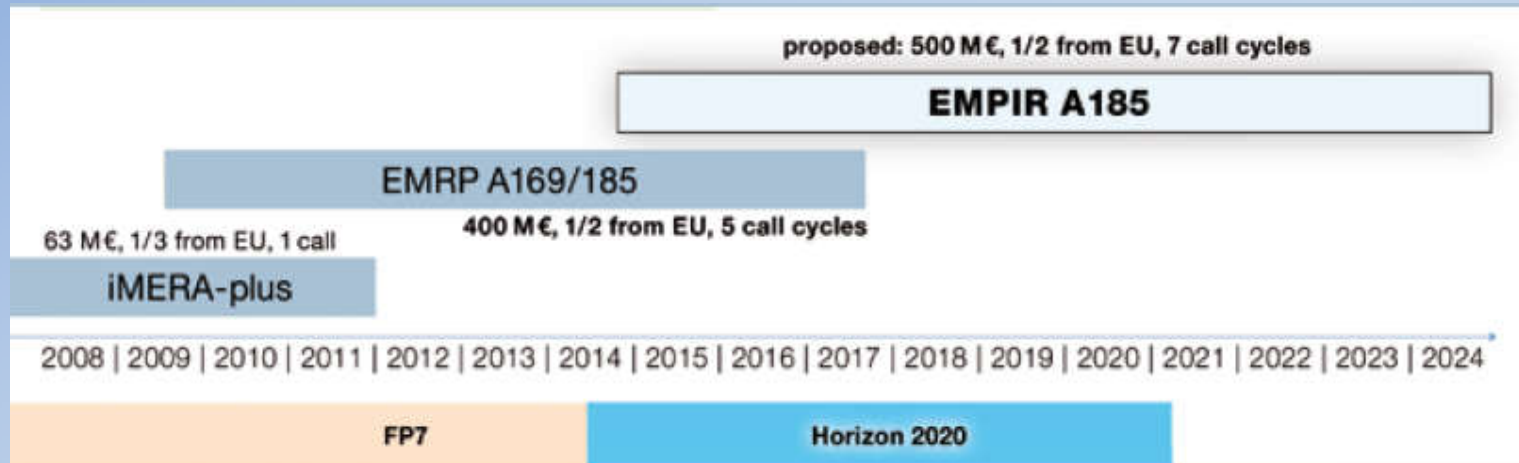 proposed: 500 M€, 1/2 from EU, 7 call cycles
EMPIR A185
EMRP A169/185
400 M€, 1/2 from EU, 5 call cycles
63 M€, 1/3 from EU, 1 call
iMERA-plus
2008 | 2009 | 2010 | 2011 | 2012 | 2013 | 2014 | 2015 | 2016 | 2017 | 2018 | 2019 | 2020 | 2021 | 2022 | 2023 | 2024
FP7 Horizon 2020